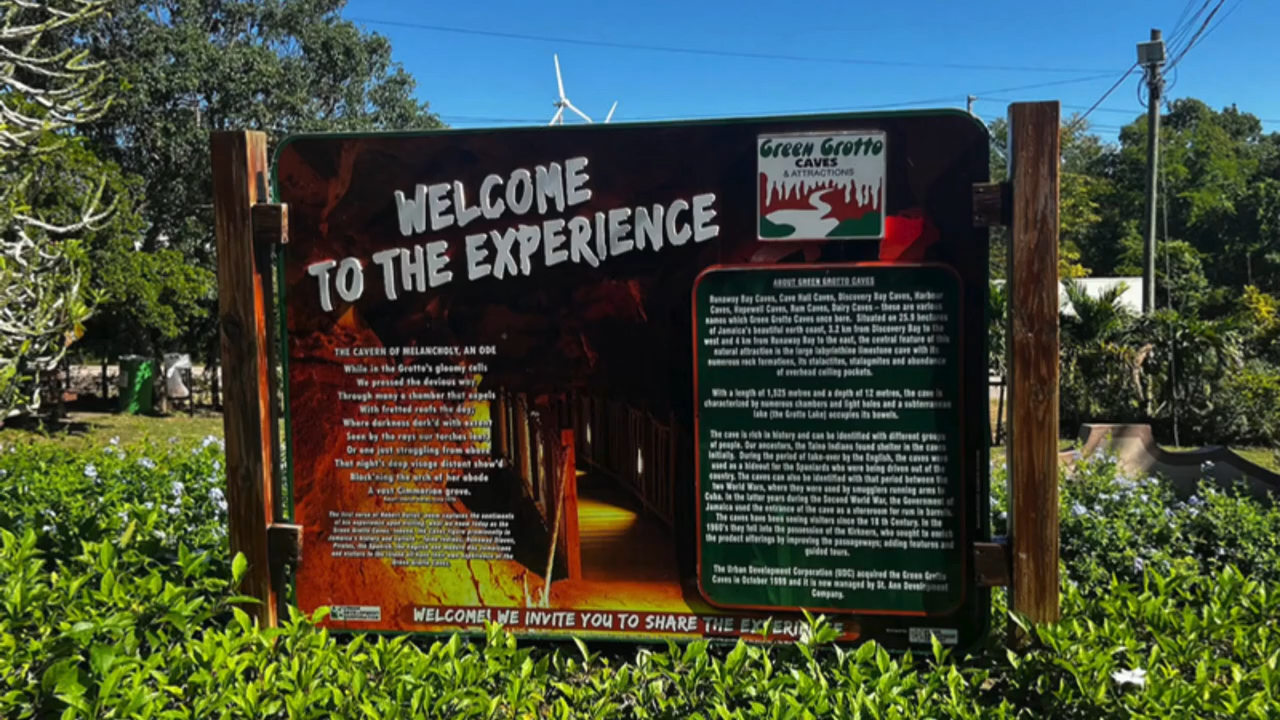 WELCOME
TO THE EXPERIENCE
Green Grotto
CAVES
& ATTRACTIONS
THE CAVERN OF MELANCHOLY, AN ODE
While in the Grotto's gloomy cells
We pressed the devious way
Through many a chamber that expels
With fretted roofs the day;
Where darkness dark'd with extent
Seen by the rays our torches lend
Or one just struggling from above
That night's deep visage distant show'd
Black'ning the arch of her abode
A vast Cimmerian grove.
ABOUT GREEN GROTTO CAVES
Runaway Bay Caves, Cave Hall Caves, Discovery Bay Caves, Harbour
Caves, Hopewell Caves, Rum Caves, Dairy Caves – these are various
names which Green Grotto Caves once bore. Situated on 25.9 hectares
of Jamaica's beautiful north coast, 3.2 km from Discovery Bay to the
west and 4 km from Runaway Bay to the east, the central feature of this
natural attraction is the large labyrinthine limestone cave with its
numerous rock formations, its stalactites, stalagmites and abundance
of overhead ceiling pockets.
With a length of 1,525 metres and a depth of 12 metres, the cave is
characterized by numerous chambers and light holes and a subterranean
lake (the Grotto Lake) occupies its bowels.
The cave is rich in history and can be identified with different groups
of people. Our ancestors, the Taino Indians found shelter in the caves
initially. During the period of take-over by the English, the caves were
used as a hideout for the Spaniards who were being driven out of the
country. The caves can also be identified with that period between the
two World Wars, where they were used by smugglers running arms to
Cuba. In the latter years during the Second World War, the Government of
Jamaica used the entrance of the cave as a storeroom for rum in barrels.
The caves have been seeing visitors since the 18 th Century. In the
1960's they fell into the possession of the Kirkners, who sought to enrich
the product offerings by improving the passageways; adding features and
guided tours.
The Urban Development Corporation (UDC) acquired the Green Grotto
Caves in October 1999 and it is now managed by St. Ann Development
Company.
WELCOME! WE INVITE YOU TO SHARE THE EXPERIENCE